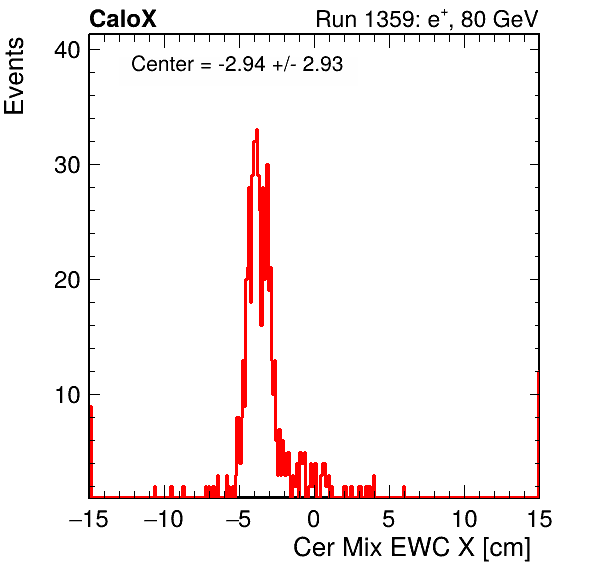 CaloX Run 1359: e+, 80 GeV
Events
Center = -2.94 +/- 2.93
40
30
20
10
−15 −10 −5 0 5 10 15
Cer Mix EWC X [cm]